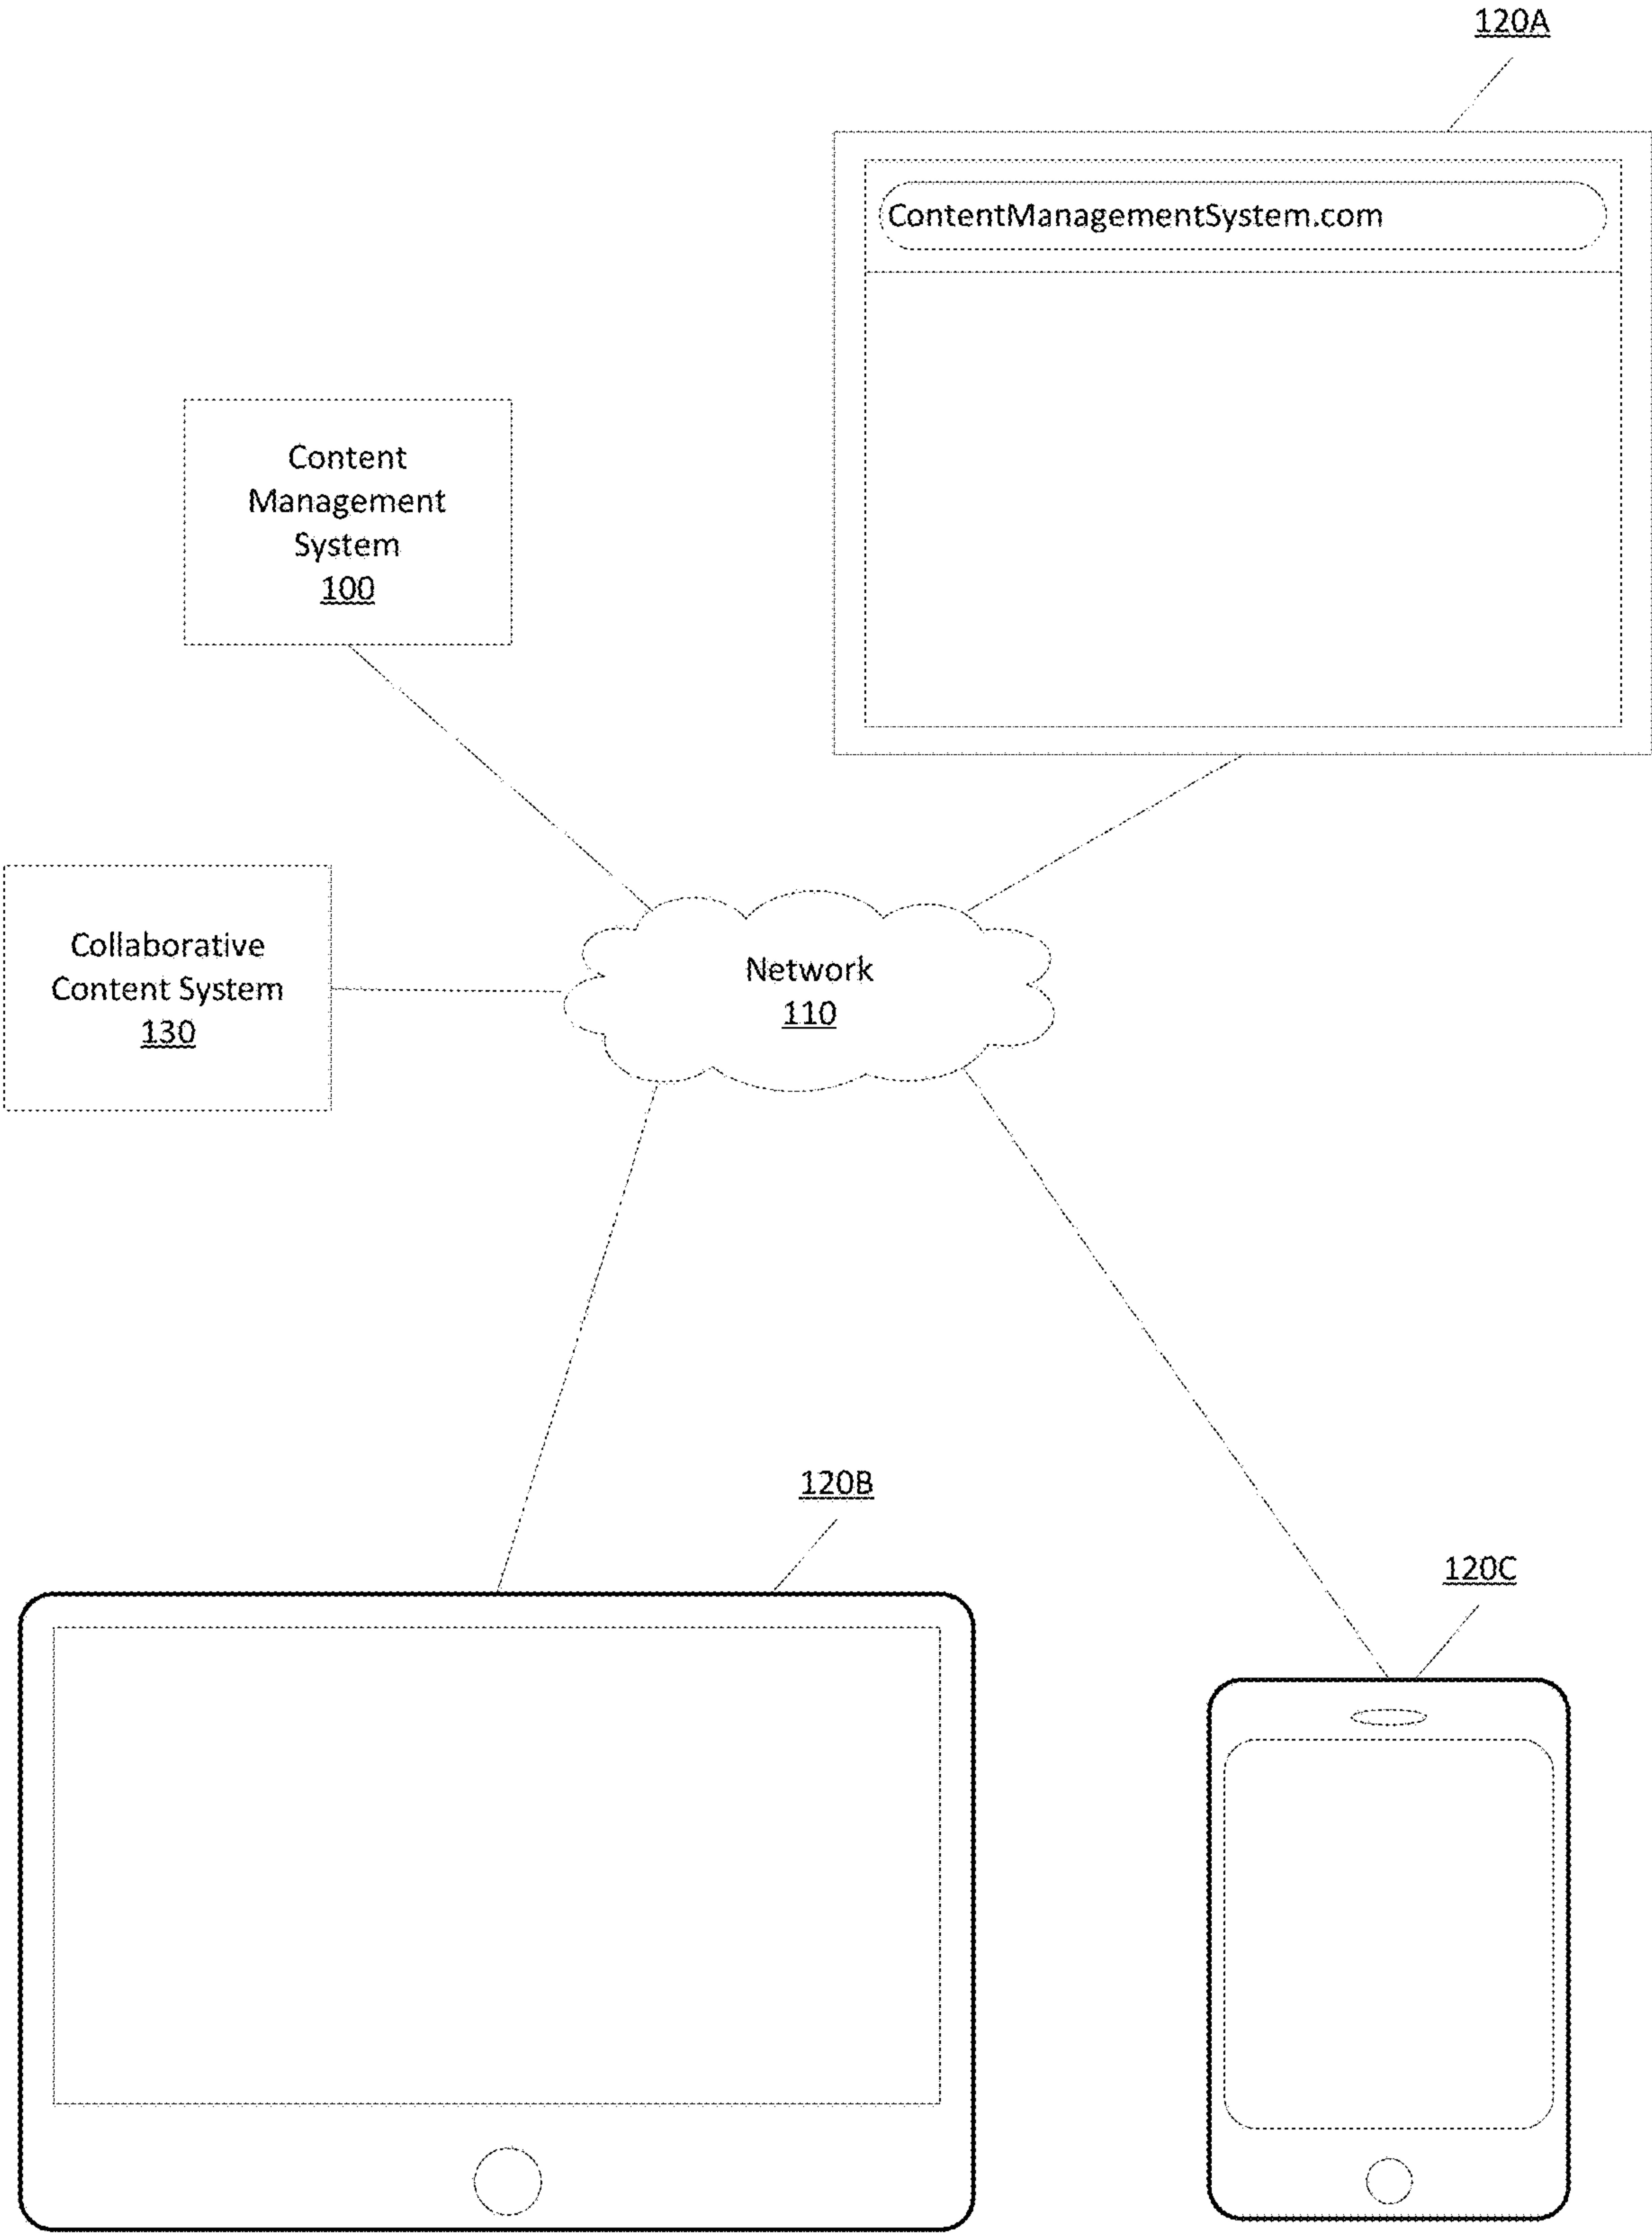 120A
ContentManagementSystem.com
Content
Management
System
100
Collaborative
Content System
130
Network
110
120B
120C